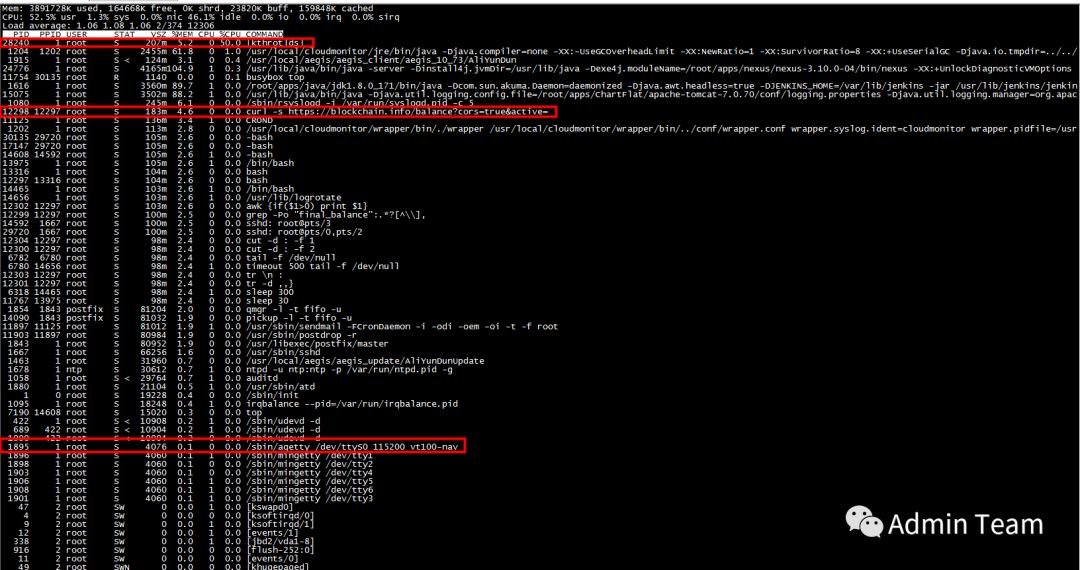 Mem: 3891728K used, 164668K free, 0K shrd, 23820K buff, 159848K cached
CPU: 52.5% usr 1.3% sys 0.0% nic 46.1% idle 0.0% io 0.0% irq 0.0% sirq
Load average: 1.06 1.08 1.06 2/374 12306
PID PPID USER STAT VSZ %MEM CPU %CPU COMMAND
28240 1 root S 207m 5.2 0 50.0 [kthrotlds]
1204 1202 root S 2455m 61.8 0 1.0 /usr/local/cloudmonitor/jre/bin/java -Djava.compiler=none -XX:-UseGCOverheadLimit -XX:NewRatio=1 -XX:SurvivorRatio=8 -XX:+UseSerialGC -Djava.io.tmpdir=../../
1915 1 root S < 124m 3.1 0 0.4 /usr/local/aegis/aegis_client/aegis_10_73/AliYunDun
24776 1 root S 4165m104.9 1 0.3 /usr/lib/java/bin/java -server -Dinstall4j.jvmDir=/usr/lib/java -Dexe4j.moduleName=/root/apps/nexus/nexus-3.10.0-04/bin/nexus -XX:+UnlockDiagnosticVMOptions
11754 30135 root R 1140 0.0 0 0.1 busybox top
1616 1 root S 3560m 89.7 1 0.0 /root/apps/java/jdk1.8.0_171/bin/java -Dcom.sun.akuma.Daemon=daemonized -Djava.awt.headless=true -DJENKINS_HOME=/var/lib/jenkins -jar /usr/lib/jenkins/jenkin
15075 1 root S 3502m 88.2 1 0.0 /usr/lib/java/bin/java -Djava.util.logging.config.file=/root/apps/ChartFlat/apache-tomcat-7.0.70/conf/logging.properties -Djava.util.logging.manager=org.apac
1080 1 root S 245m 6.1 0 0.0 /sbin/rsyslogd -i /var/run/syslogd.pid -c 5
12298 12297 root S 183m 4.6 0 0.0 curl -s https://blockchain.info/balance?cors=true&active=
11125 1 root S 136m 3.4 1 0.0 CROND
1202 1 root S 113m 2.8 0 0.0 /usr/local/cloudmonitor/wrapper/bin/./wrapper /usr/local/cloudmonitor/wrapper/bin/../conf/wrapper.conf wrapper.syslog.ident=cloudmonitor wrapper.pidfile=/usr
30135 29720 root S 105m 2.6 0 0.0 -bash
17147 29720 root S 105m 2.6 0 0.0 -bash
14608 14592 root S 105m 2.6 1 0.0 -bash
13975 1 root S 105m 2.6 1 0.0 /bin/bash
13316 1 root S 104m 2.6 0 0.0 bash
12297 13316 root S 104m 2.6 0 0.0 bash
14465 1 root S 103m 2.6 1 0.0 /bin/bash
14656 1 root S 103m 2.6 1 0.0 /usr/lib/logrotate
12302 12297 root S 103m 2.6 1 0.0 awk {if($1>0) print $1}
12299 12297 root S 100m 2.5 0 0.0 grep -Po "final_balance":.*?[^\\],
14592 1667 root S 100m 2.5 0 0.0 sshd: root@pts/3
29720 1667 root S 100m 2.5 0 0.0 sshd: root@pts/0,pts/2
12304 12297 root S 98m 2.4 0 0.0 cut -d : -f 1
12300 12297 root S 98m 2.4 0 0.0 cut -d : -f 2
6782 6780 root S 98m 2.4 0 0.0 tail -f /dev/null
6780 14656 root S 98m 2.4 1 0.0 timeout 500 tail -f /dev/null
12303 12297 root S 98m 2.4 0 0.0 tr \n :
12301 12297 root S 98m 2.4 0 0.0 tr -d ,,}
6318 14465 root S 98m 2.4 1 0.0 sleep 300
11767 13975 root S 98m 2.4 0 0.0 sleep 30
1854 1843 postfix S 81204 2.0 0 0.0 qmgr -l -t fifo -u
14090 1843 postfix S 81032 1.9 1 0.0 pickup -l -t fifo -u
11897 11125 root S 81012 1.9 1 0.0 /usr/sbin/sendmail -FCronDaemon -i -odi -oem -oi -t -f root
11903 11897 root S 80984 1.9 1 0.0 /usr/sbin/postdrop -r
1843 1 root S 80952 1.9 1 0.0 /usr/libexec/postfix/master
1667 1 root S 66256 1.6 0 0.0 /usr/sbin/sshd
1463 1 root S 31960 0.7 0 0.0 /usr/local/aegis/aegis_update/AliYunDunUpdate
1678 1 ntp S 30612 0.7 1 0.0 ntpd -u ntp:ntp -p /var/run/ntpd.pid -g
1058 1 root S < 29764 0.7 1 0.0 auditd
1880 1 root S 21104 0.5 1 0.0 /usr/sbin/atd
1 0 root S 19228 0.4 0 0.0 /sbin/init
1095 1 root S 18248 0.4 0 0.0 irqbalance --pid=/var/run/irqbalance.pid
7190 14608 root S 15020 0.3 0 0.0 top
422 1 root S < 10908 0.2 1 0.0 /sbin/udevd -d
689 422 root S < 10904 0.2 1 0.0 /sbin/udevd -d
422 root S < 10904 0.2 0 0.0 /sbin/udevd -d
1895 1 root S 4076 0.1 0 0.0 /sbin/agetty /dev/ttyS0 115200 vt100-nav
1896 1 root S 4060 0.1 1 0.0 /sbin/mingetty /dev/tty1
1898 1 root S 4060 0.1 0 0.0 /sbin/mingetty /dev/tty2
1903 1 root S 4060 0.1 1 0.0 /sbin/mingetty /dev/tty4
1906 1 root S 4060 0.1 1 0.0 /sbin/mingetty /dev/tty5
1908 1 root S 4060 0.1 1 0.0 /sbin/mingetty /dev/tty6
1901 1 root S 4060 0.1 0 0.0 /sbin/mingetty /dev/tty3
47 2 root SW 0 0.0 1 0.0 [kswapd0]
4 2 root SW 0 0.0 0 0.0 [ksoftirqd/0]
9 2 root SW 0 0.0 1 0.0 [ksoftirqd/1]
12 2 root SW 0 0.0 1 0.0 [events/1]
338 2 root SW 0 0.0 1 0.0 [jbd2/vda1-8]
916 2 root SW 0 0.0 0 0.0 [flush-252:0]
11 2 root SW 0 0.0 0 0.0 [events/0]
49 2 root SWN 0 0.0 1 0.0 [khugepaged]
Admin Team